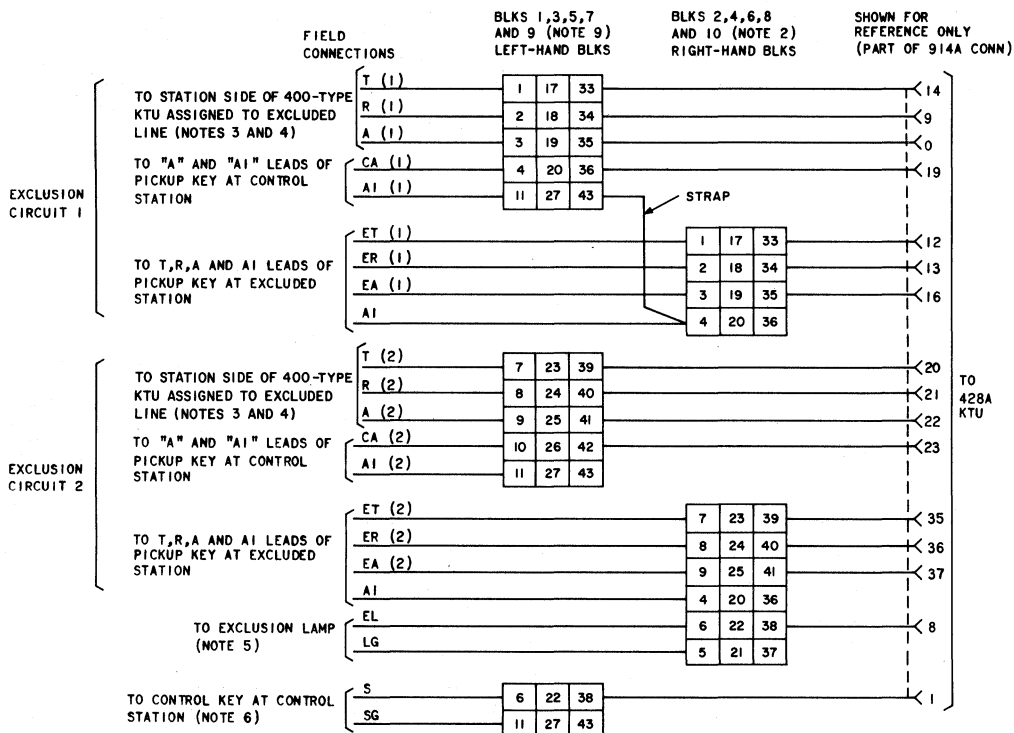 FIELD
CONNECTIONS
BLKS 1,3,5,7
AND 9 (NOTE 9)
LEFT-HAND BLKS
BLKS 2,4,6,8
AND 10 (NOTE 2)
RIGHT-HAND BLKS
SHOWN FOR
REFERENCE ONLY
(PART OF 914A CONN)
EXCLUSION
CIRCUIT 1
TO STATION SIDE OF 400-TYPE
KTU ASSIGNED TO EXCLUDED
LINE (NOTES 3 AND 4)
T (1) 1 17 33 14
R (1) 2 18 34 9
A (1) 3 19 35 0
TO "A" AND "A1" LEADS OF
PICKUP KEY AT CONTROL
STATION
CA (1) 4 20 36 19
A1 (1) 11 27 43
STRAP
TO T,R,A AND A1 LEADS OF
PICKUP KEY AT EXCLUDED
STATION
ET (1) 1 17 33 12
ER (1) 2 18 34 13
EA (1) 3 19 35 16
A1 4 20 36
EXCLUSION
CIRCUIT 2
TO STATION SIDE OF 400-TYPE
KTU ASSIGNED TO EXCLUDED
LINE (NOTES 3 AND 4)
T (2) 7 23 39 20
R (2) 8 24 40 21
A (2) 9 25 41 22
TO "A" AND "A1" LEADS OF
PICKUP KEY AT CONTROL
STATION
CA (2) 10 26 42 23
A1 (2) 11 27 43
TO
428A
KTU
TO T,R,A AND A1 LEADS OF
PICKUP KEY AT EXCLUDED
STATION
ET (2) 7 23 39 35
ER (2) 8 24 40 36
EA (2) 9 25 41 37
A1 4 20 36
TO EXCLUSION LAMP
(NOTE 5)
EL 6 22 38 8
LG 5 21 37
TO CONTROL KEY AT CONTROL
STATION (NOTE 6)
S 6 22 38 1
SG 11 27 43